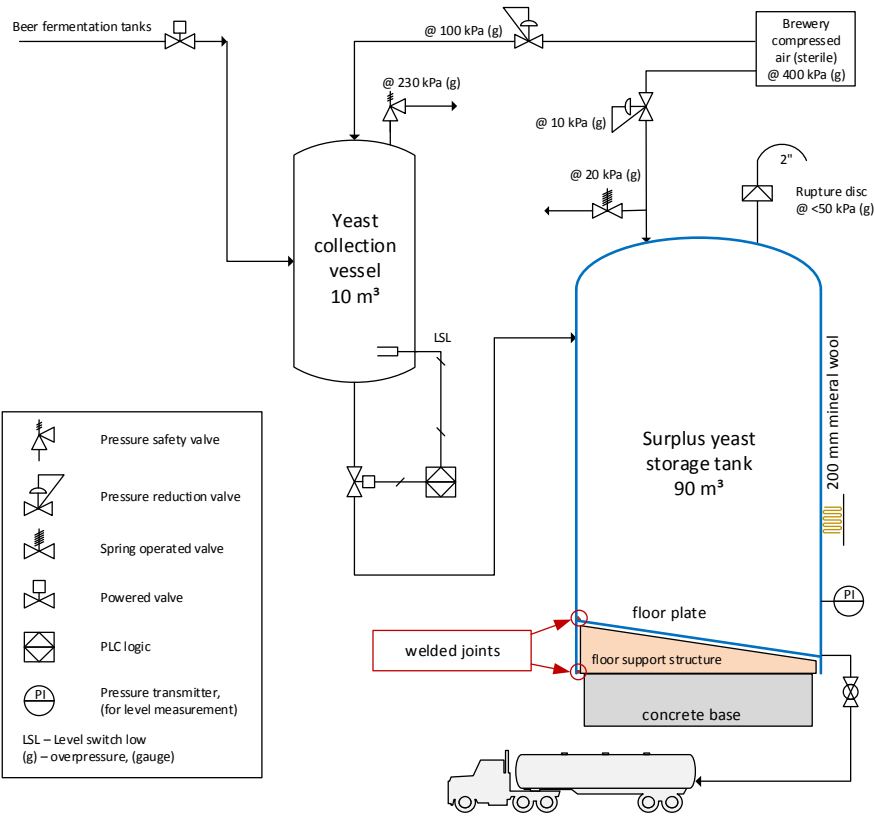 Beer fermentation tanks
@ 100 kPa (g)
Brewery
compressed
air (sterile)
@ 400 kPa (g)
@ 230 kPa (g)
@ 10 kPa (g)
2"
@ 20 kPa (g)
Rupture disc
@ <50 kPa (g)
Yeast
collection
vessel
10 m³
LSL
200 mm mineral wool
Surplus yeast
storage tank
90 m³
Pressure safety valve
Pressure reduction valve
Spring operated valve
Powered valve
PLC logic
PI
Pressure transmitter,
(for level measurement)
LSL – Level switch low
(g) – overpressure, (gauge)
PI
floor plate
welded joints
floor support structure
concrete base